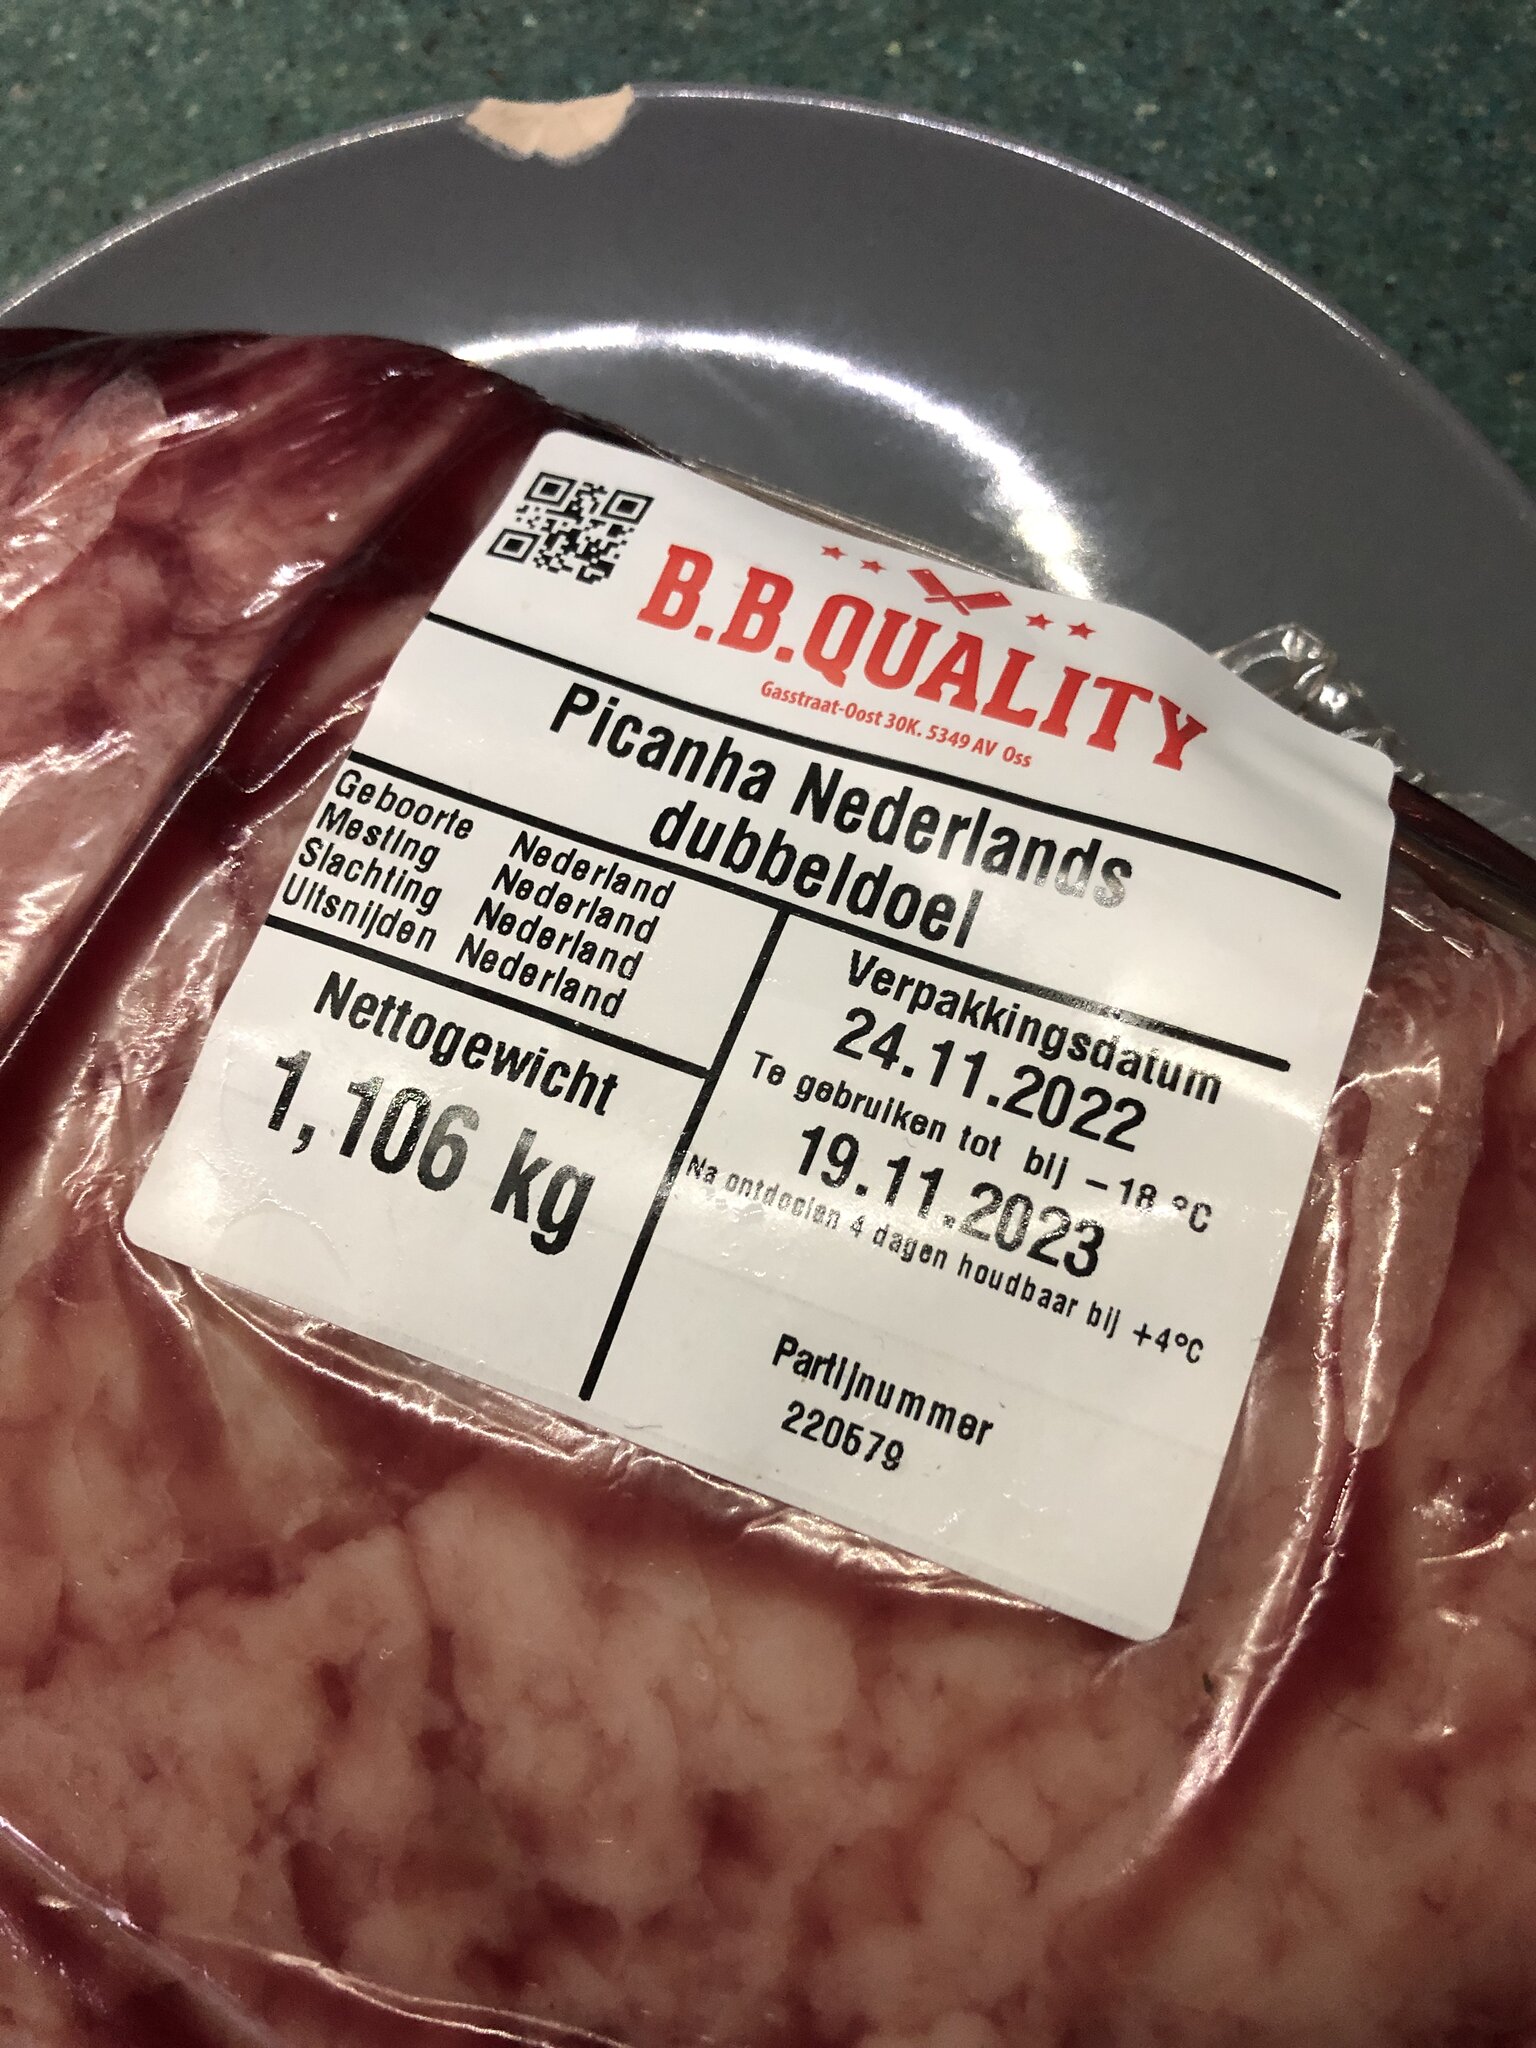 B.B.QUALITY
Gasstraat-Oost 30K. 5349 AV Oss
Picanha Nederlands
dubbeldoel
Geboorte Nederland
Mesting Nederland
Slachting Nederland
Uitsnijden Nederland
Nettogewicht
1,106 kg
Verpakkingsdatum
24.11.2022
Te gebruiken tot bij -18 °C
19.11.2023
Na ontdooien 4 dagen houdbaar bij +4°C
Partijnummer
220579